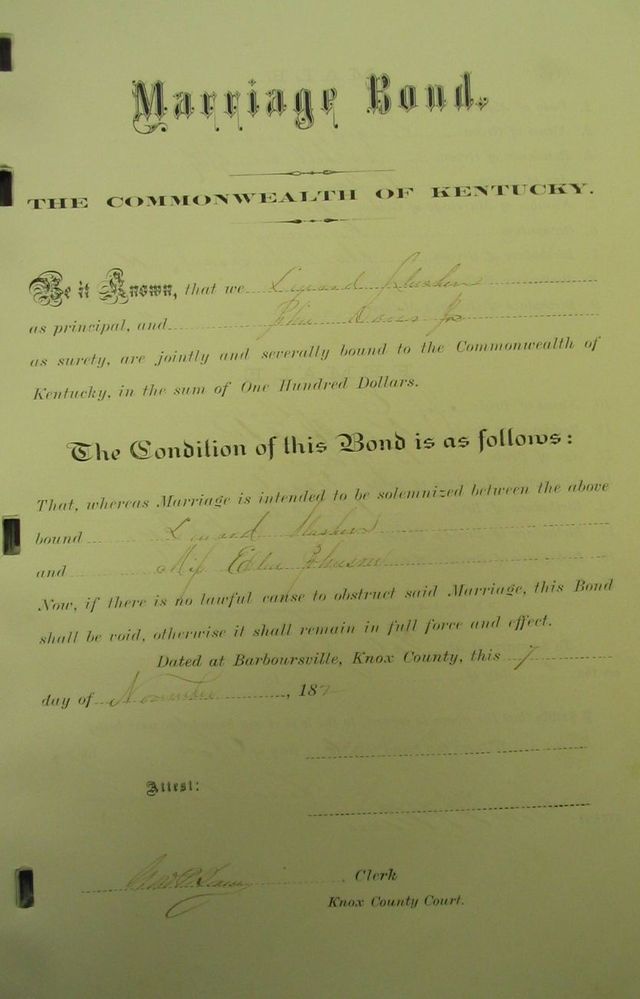 Marriage Bond.
THE COMMONWEALTH OF KENTUCKY.
Be it Known, that we
as principal, and Davis
as surety, are jointly and severally bound to the Commonwealth of
Kentucky, in the sum of One Hundred Dollars.
The Condition of this Bond is as follows:
That, whereas Marriage is intended to be solemnized between the above
bound
and Miss Johnson
Now, if there is no lawful cause to obstruct said Marriage, this Bond
shall be void, otherwise it shall remain in full force and effect.
Dated at Barboursville, Knox County, this 7
day of November, 187
Attest:
Clerk
Knox County Court.